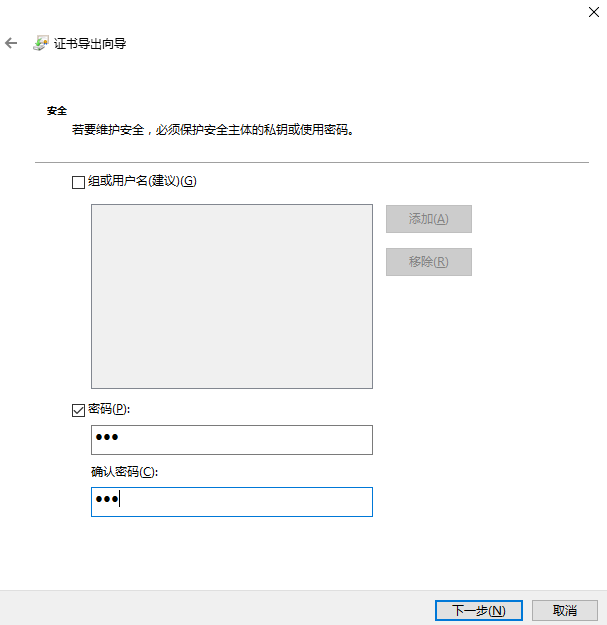 证书导出向导
安全
若要维护安全，必须保护安全主体的私钥或使用密码。
组或用户名(建议)(G)
添加(A)
移除(R)
密码(P):
●●●
确认密码(C):
●●●
下一步(N)
取消